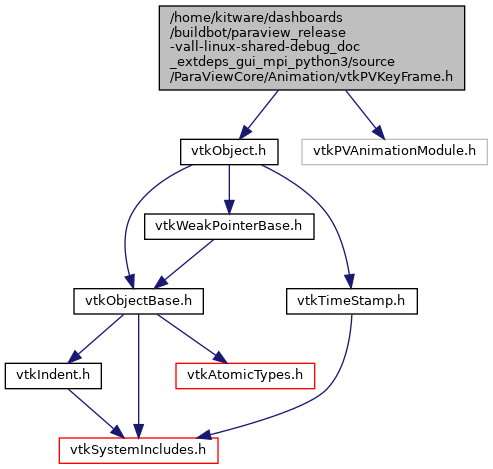 /home/kitware/dashboards
/buildbot/paraview_release
-vall-linux-shared-debug_doc
_extdeps_gui_mpi_python3/source
/ParaViewCore/Animation/vtkPVKeyFrame.h
vtkObject.h
vtkPVAnimationModule.h
vtkWeakPointerBase.h
vtkObjectBase.h
vtkTimeStamp.h
vtkIndent.h
vtkAtomicTypes.h
vtkSystemIncludes.h